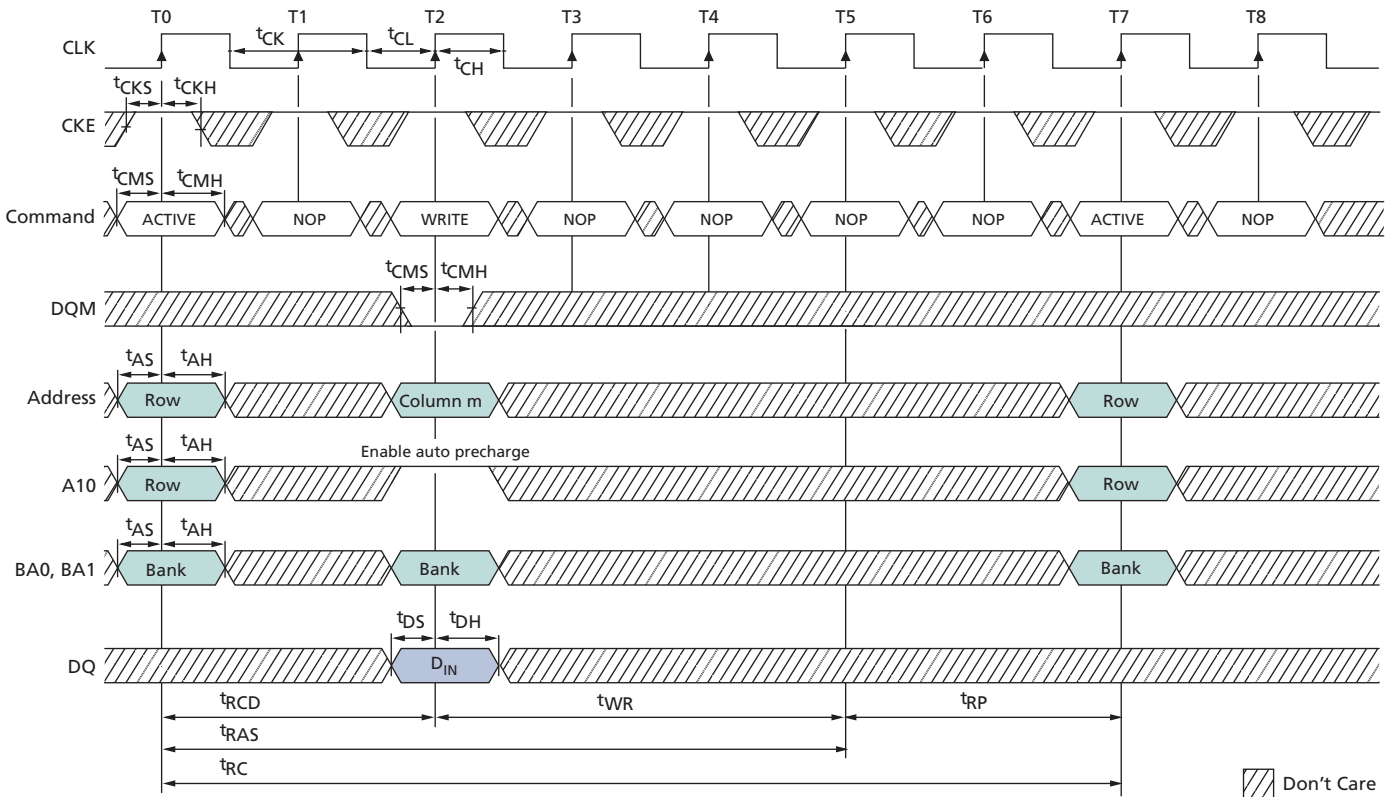 T0 T1 T2 T3 T4 T5 T6 T7 T8
CLK tCK tCL tCH
tCKS tCKH
CKE
tCMS tCMH
Command ACTIVE NOP WRITE NOP NOP NOP NOP ACTIVE NOP
tCMS tCMH
DQM
tAS tAH
Address Row Column m Row
tAS tAH Enable auto precharge
A10 Row Row
tAS tAH
BA0, BA1 Bank Bank Bank
tDS tDH
DQ DIN
tRCD tWR tRP
tRAS
tRC
Don't Care